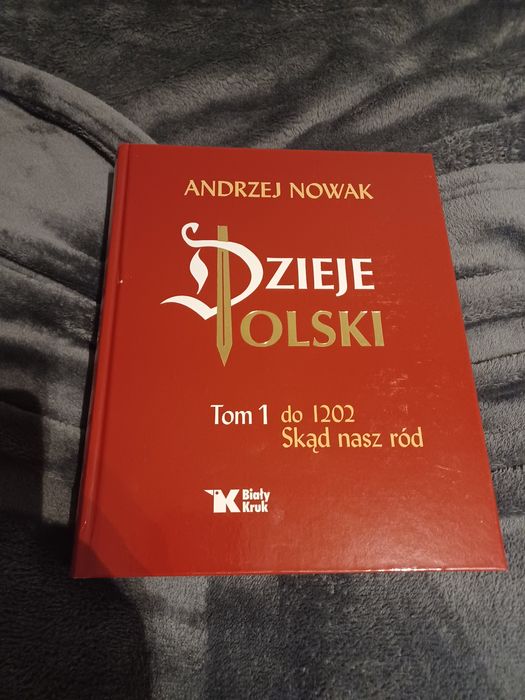 ANDRZEJ NOWAK
DZIEJE
POLSKI
Tom 1 do 1202
Skąd nasz ród
Biały
Kruk